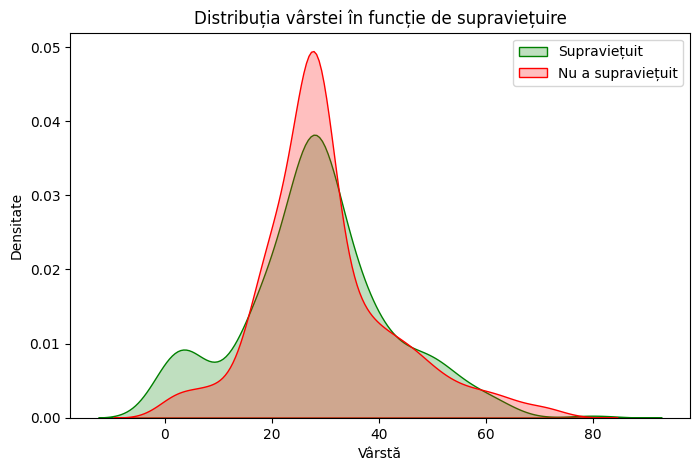 Distribuția vârstei în funcție de supraviețuire
Supraviețuit
Nu a supraviețuit
Densitate
0.05
0.04
0.03
0.02
0.01
0.00
0
20
40
60
80
Vârstă